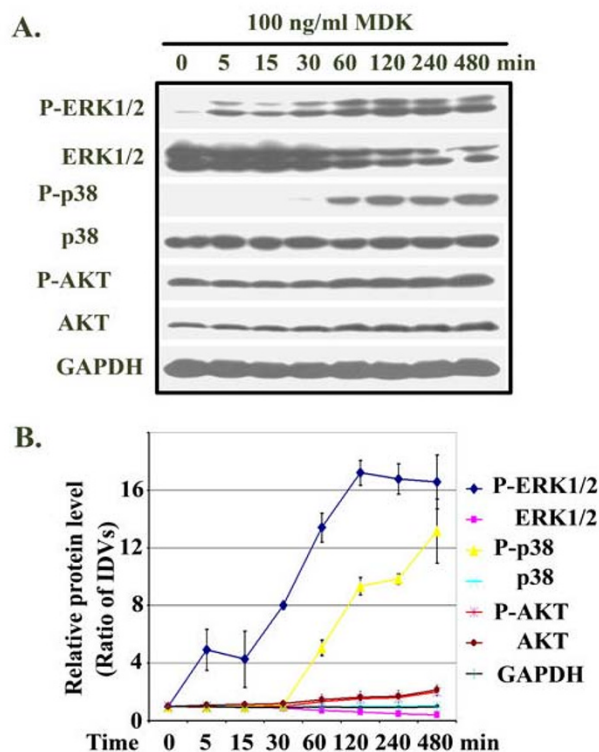 A.
100 ng/ml MDK
0 5 15 30 60 120 240 480 min
P-ERK1/2
ERK1/2
P-p38
p38
P-AKT
AKT
GAPDH
B.
Relative protein level
(Ratio of IDVs)
16
12
8
4
0
Time 0 5 15 30 60 120 240 480 min
P-ERK1/2
ERK1/2
P-p38
p38
P-AKT
AKT
GAPDH